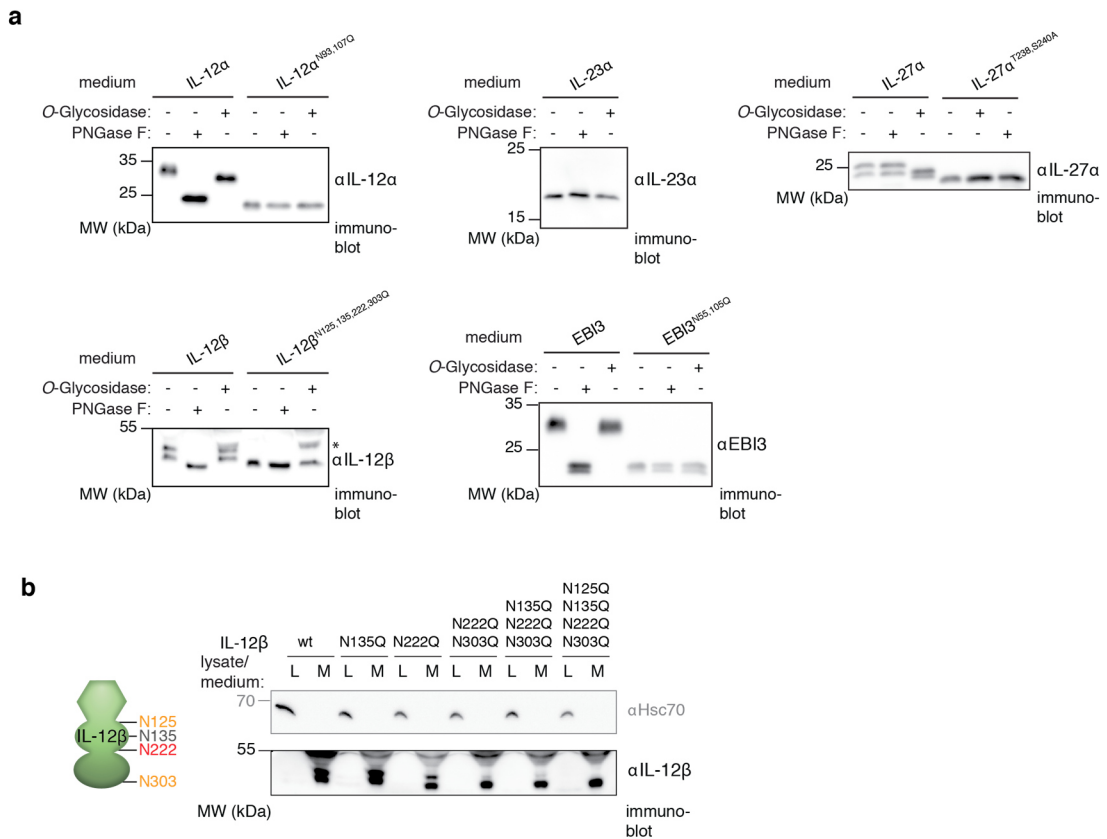 a
medium
IL-12α
IL-12α^N93,107Q
O-Glycosidase: - - + - - +
PNGase F: - + - - + -
35
25
αIL-12α
MW (kDa)
immuno-
blot
medium
IL-23α
O-Glycosidase: - - +
PNGase F: - + -
25
15
αIL-23α
MW (kDa)
immuno-
blot
medium
IL-27α
IL-27α^T238,S240A
O-Glycosidase: - - + - + -
PNGase F: - + - - - +
25
αIL-27α
MW (kDa)
immuno-
blot
medium
IL-12β
IL-12β^N125,135,222,303Q
O-Glycosidase: - - + - - +
PNGase F: - + - - + -
55
*
αIL-12β
MW (kDa)
immuno-
blot
medium
EBI3
EBI3^N55,105Q
O-Glycosidase: - - + - - +
PNGase F: - + - - + -
35
25
αEBI3
MW (kDa)
immuno-
blot
b
IL-12β
N125
N135
N222
N303
N125Q
N135Q N135Q
N222Q N222Q N222Q
IL-12β wt N135Q N222Q N303Q N303Q N303Q
lysate/
medium: L M L M L M L M L M L M
70
αHsc70
55
αIL-12β
MW (kDa)
immuno-
blot